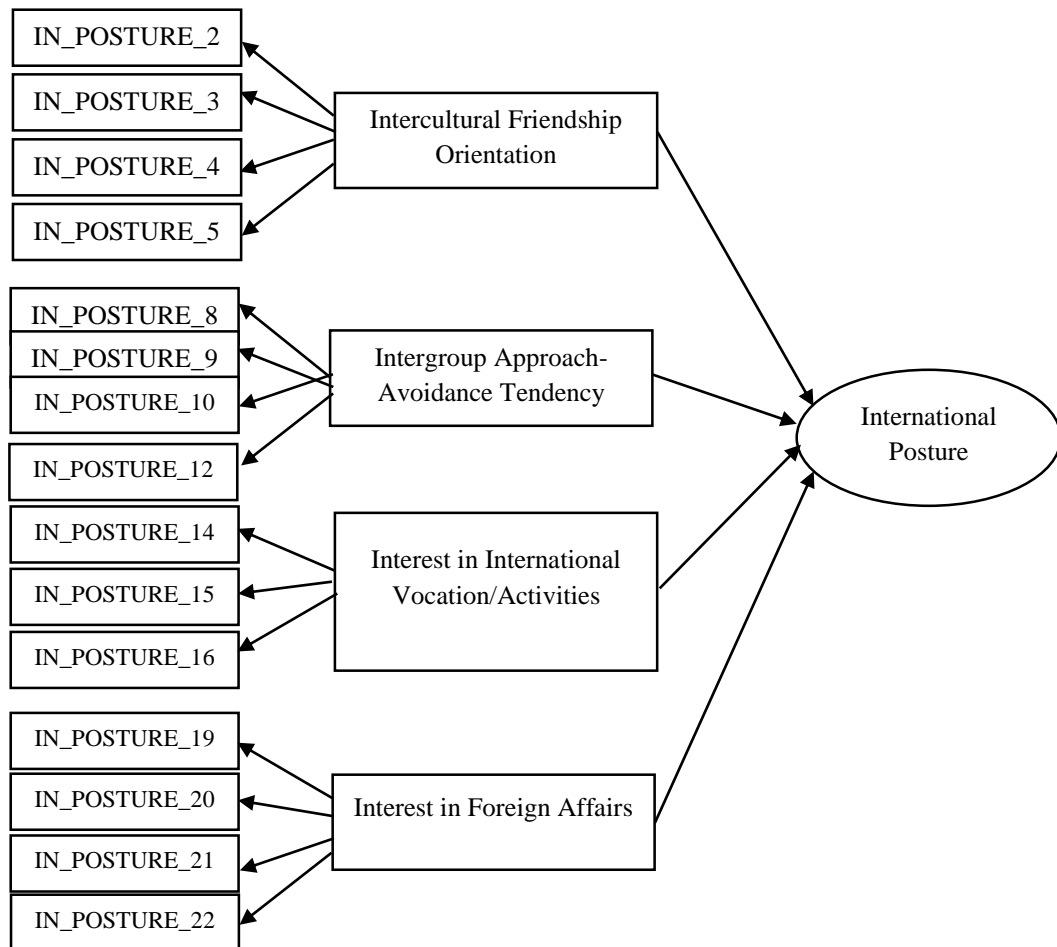 IN_POSTURE_2
IN_POSTURE_3
IN_POSTURE_4
IN_POSTURE_5
Intercultural Friendship
Orientation
IN_POSTURE_8
IN_POSTURE_9
IN_POSTURE_10
IN_POSTURE_12
Intergroup Approach-
Avoidance Tendency
IN_POSTURE_14
IN_POSTURE_15
IN_POSTURE_16
Interest in International
Vocation/Activities
IN_POSTURE_19
IN_POSTURE_20
IN_POSTURE_21
IN_POSTURE_22
Interest in Foreign Affairs
International
Posture